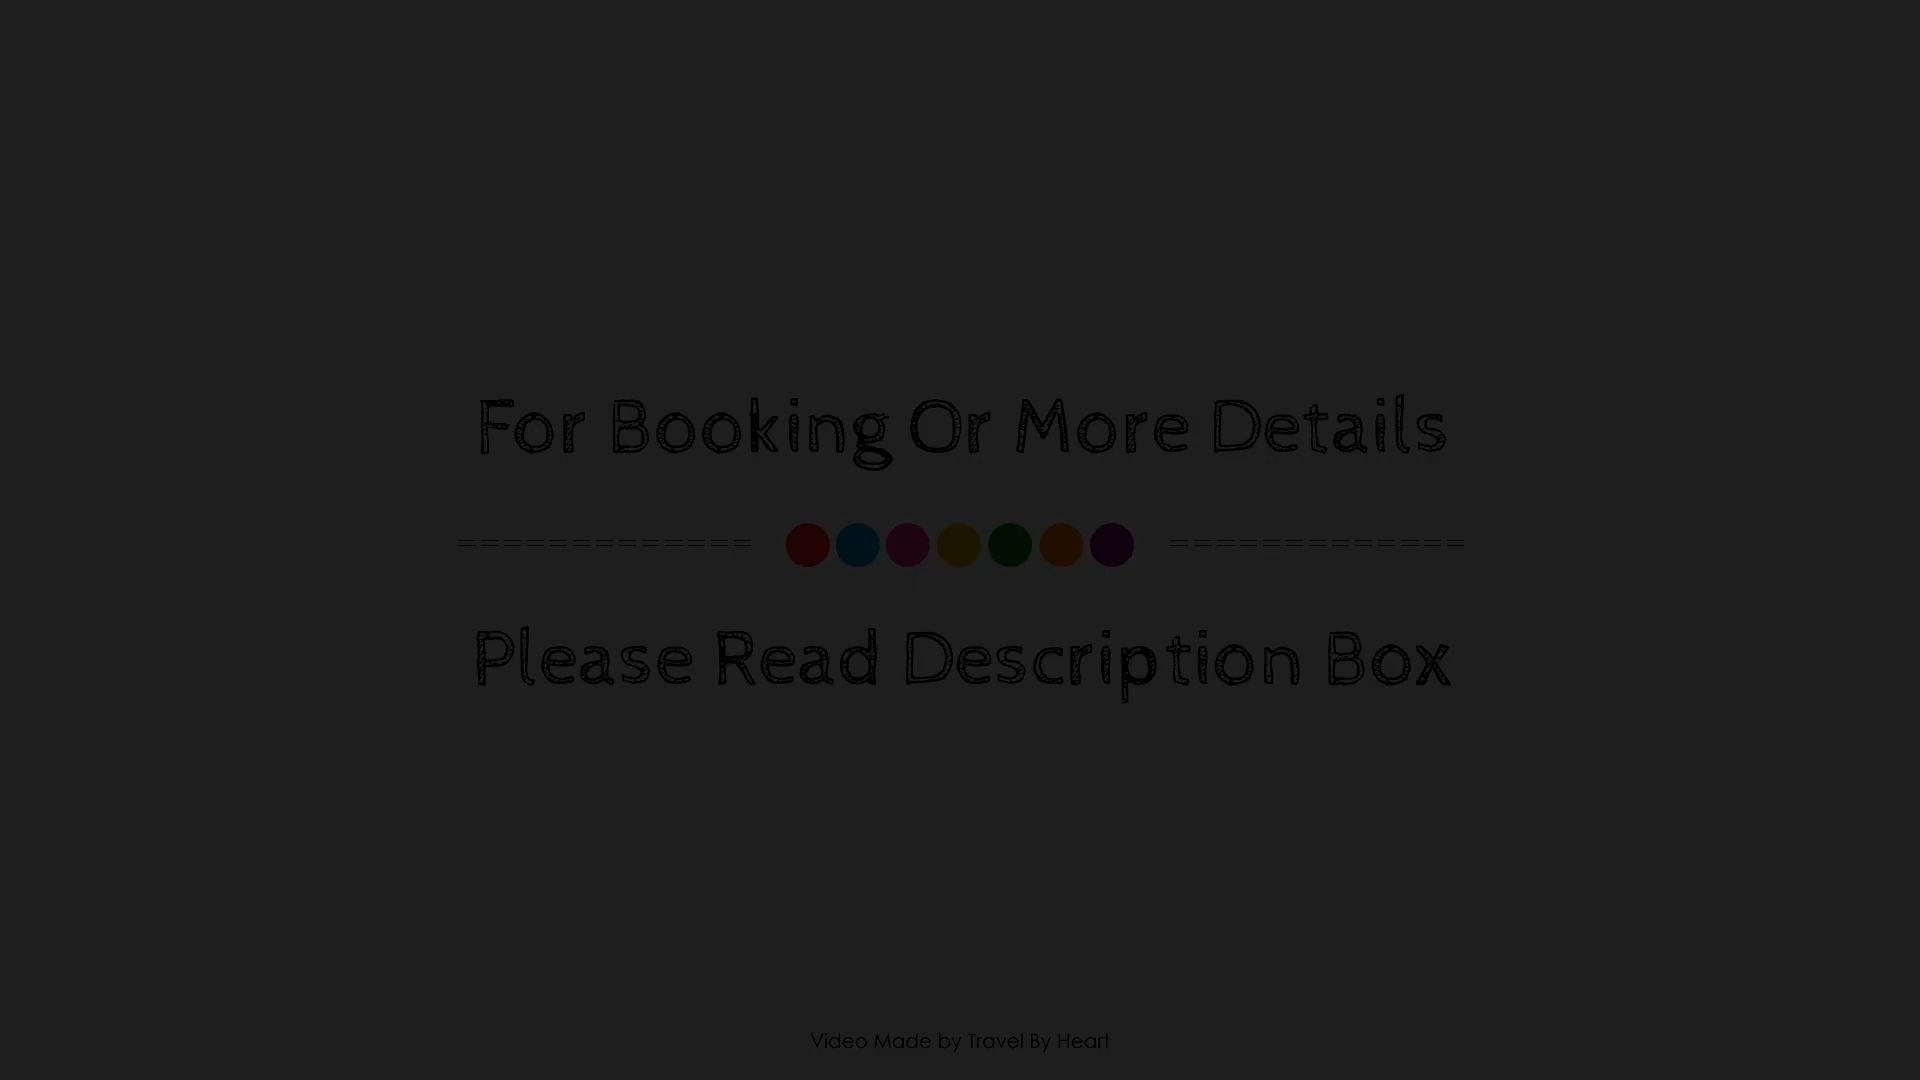 For Booking Or More Details
============= =============
Please Read Description Box
Video Made by Travel By Heart